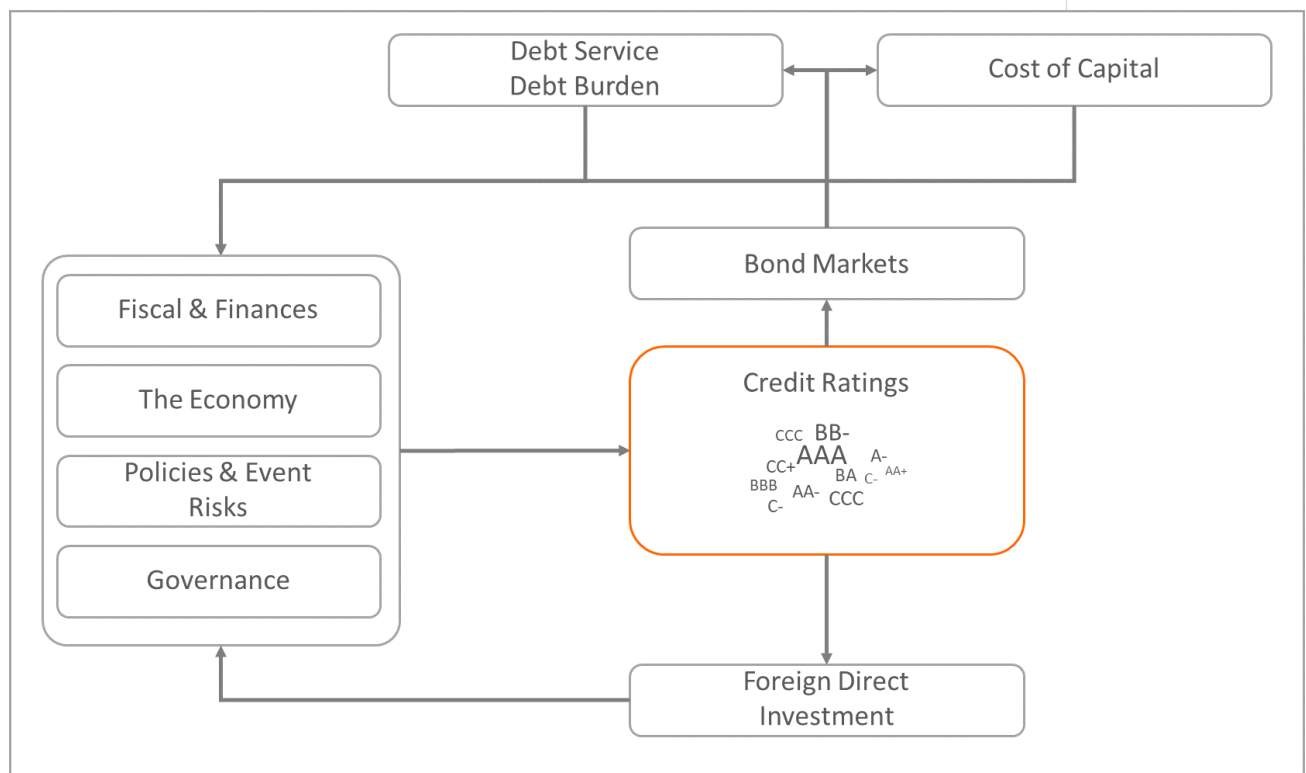 Debt Service
Debt Burden
Cost of Capital
Bond Markets
Fiscal & Finances
The Economy
Policies & Event
Risks
Governance
Credit Ratings
CCC BB-
AAA A-
CC+ BA C- AA+
BBB AA- CCC
C-
Foreign Direct
Investment